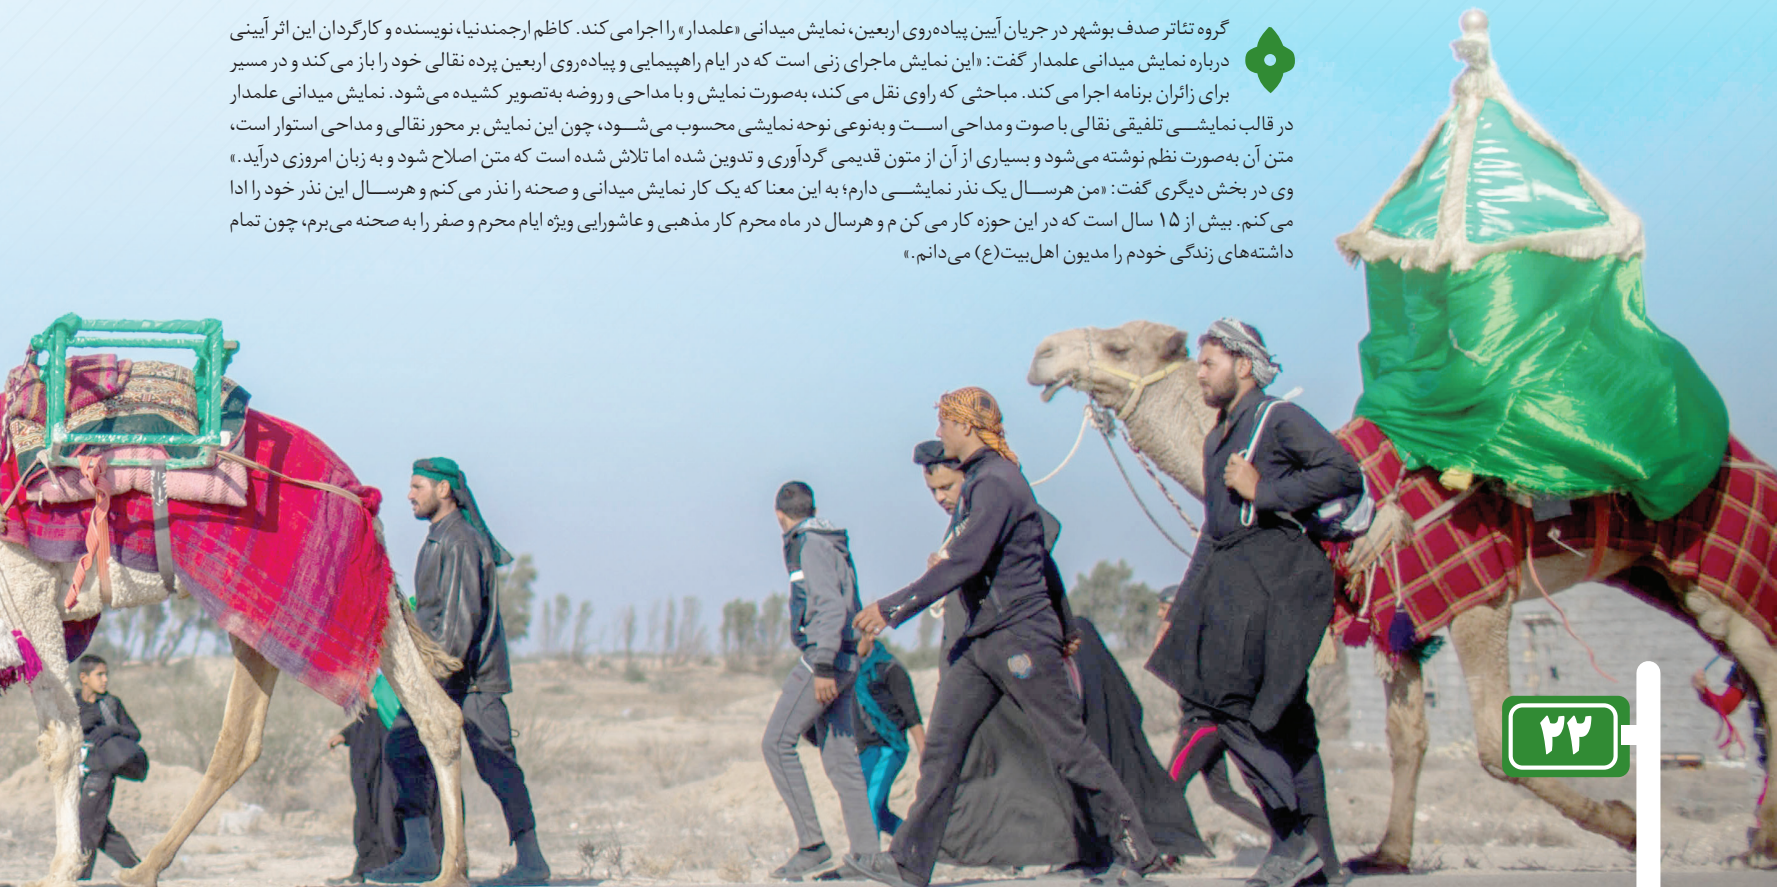 گروه تئاتر صدف بوشهر در جریان آیین پیاده‌روی اربعین، نمایش میدانی «علمدار» را اجرا می‌کند. کاظم ارجمندنیا، نویسنده و کارگردان این اثر آیینی
درباره نمایش میدانی علمدار گفت: «این نمایش ماجرای زنی است که در ایام راهپیمایی و پیاده‌روی اربعین پرده نقالی خود را باز می‌کند و در مسیر
برای زائران برنامه اجرا می‌کند. مباحثی که راوی نقل می‌کند، به‌صورت نمایش و با مداحی و روضه به‌تصویر کشیده می‌شود. نمایش میدانی علمدار
در قالب نمایشی تلفیقی نقالی با صوت و مداحی است و به‌نوعی نوحه نمایشی محسوب می‌شود، چون این نمایش بر محور نقالی و مداحی استوار است،
متن آن به‌صورت نظم نوشته می‌شود و بسیاری از آن از متون قدیمی گردآوری و تدوین شده اما تلاش شده است که متن اصلاح شود و به زبان امروزی درآید.»
وی در بخش دیگری گفت: «من هرسال یک نذر نمایشی دارم؛ به این معنا که یک کار نمایش میدانی و صحنه را نذر می‌کنم و هرسال این نذر خود را ادا
می‌کنم. بیش از ۱۵ سال است که در این حوزه کار می‌کن م و هرسال در ماه محرم کار مذهبی و عاشورایی ویژه ایام محرم و صفر را به صحنه می‌برم، چون تمام
داشته‌های زندگی خودم را مدیون اهل‌بیت(ع) می‌دانم.»
۲۲